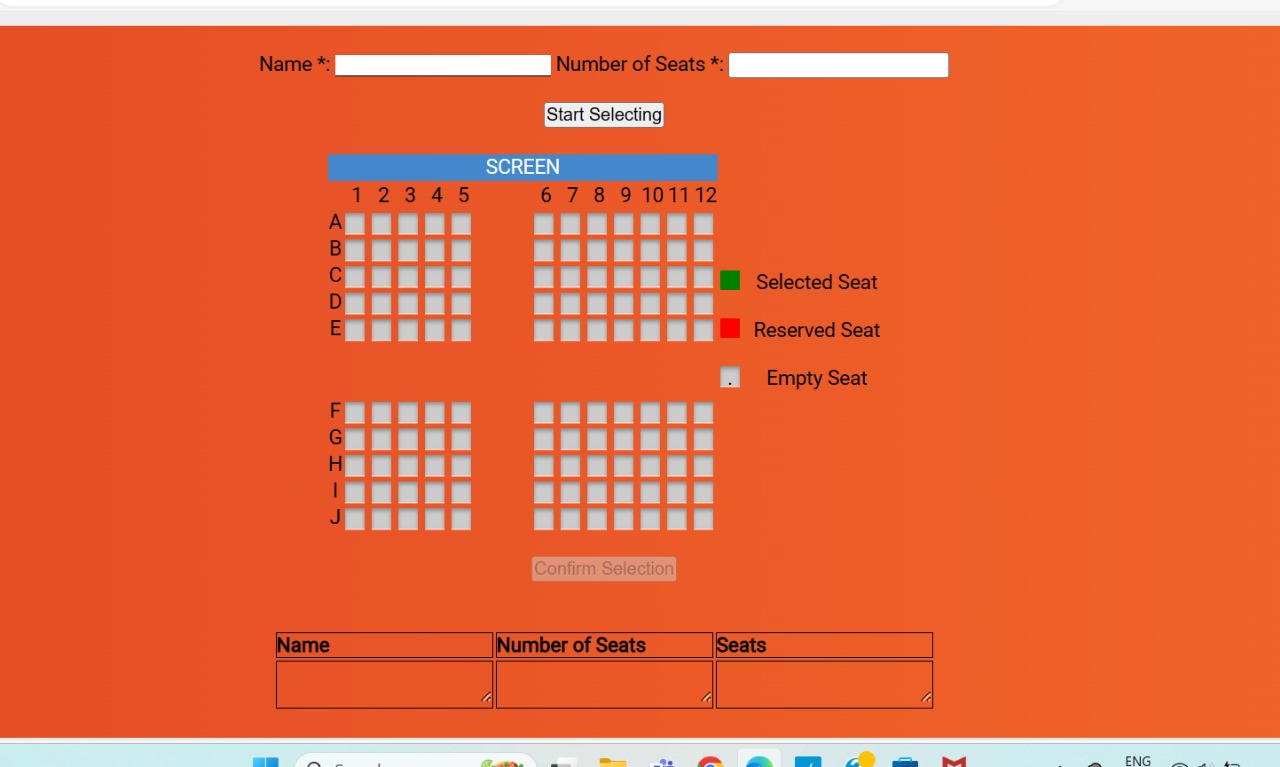 Name *: Number of Seats *:
Start Selecting
SCREEN
1 2 3 4 5 6 7 8 9 10 11 12
A
B
C
Selected Seat
D
E
Reserved Seat
. Empty Seat
F
G
H
I
J
Confirm Selection
Name Number of Seats Seats
ENG